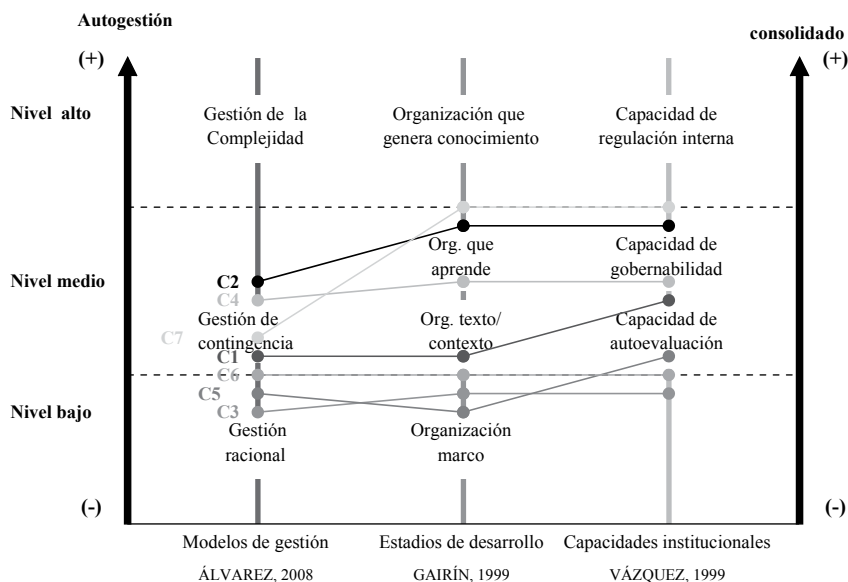 Autogestión
consolidado
(+)
(+)
Nivel alto
Gestión de la
Complejidad
Organización que
genera conocimiento
Capacidad de
regulación interna
Org. que
aprende
Capacidad de
gobernabilidad
Nivel medio
C2
C4
Gestión de
contingencia
Org. texto/
contexto
Capacidad de
autoevaluación
C7
C1
C6
C5
Nivel bajo
C3
Gestión
racional
Organización
marco
(-)
(-)
Modelos de gestión
Estadios de desarrollo
Capacidades institucionales
ÁLVAREZ, 2008
GAIRÍN, 1999
VÁZQUEZ, 1999